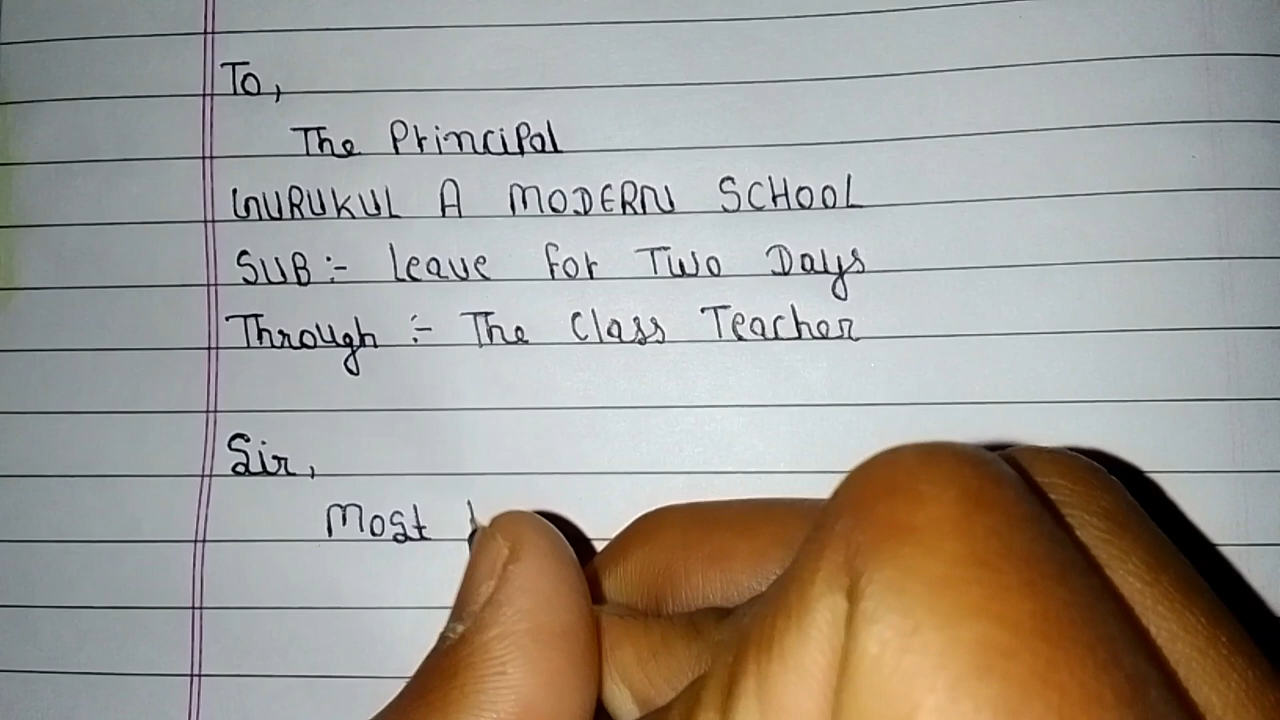 To,
The Principal
GURUKUL A MODERN SCHOOL
SUB:- leave for Two Days
Through :- The Class Teacher
Sir,
Most